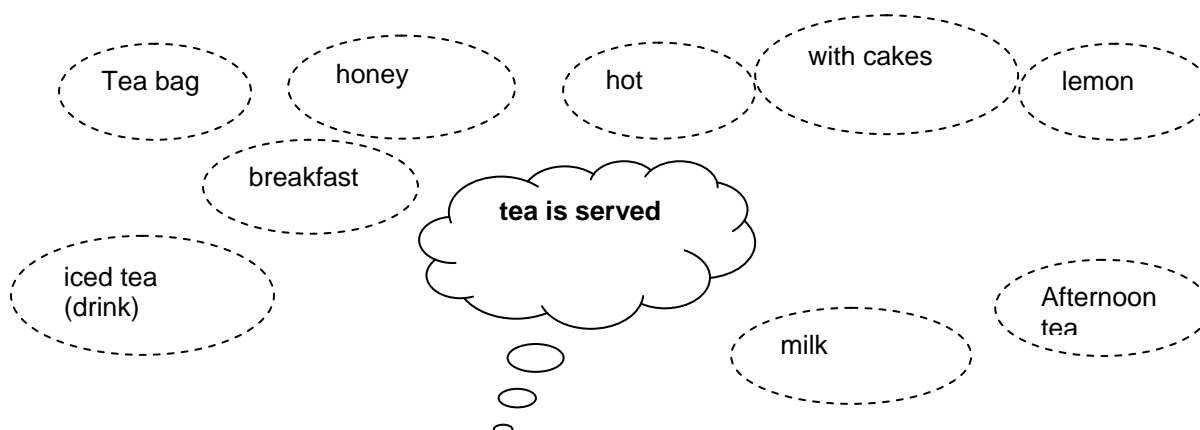 Tea bag
honey
hot
with cakes
lemon
breakfast
tea is served
iced tea
(drink)
Afternoon
tea
milk